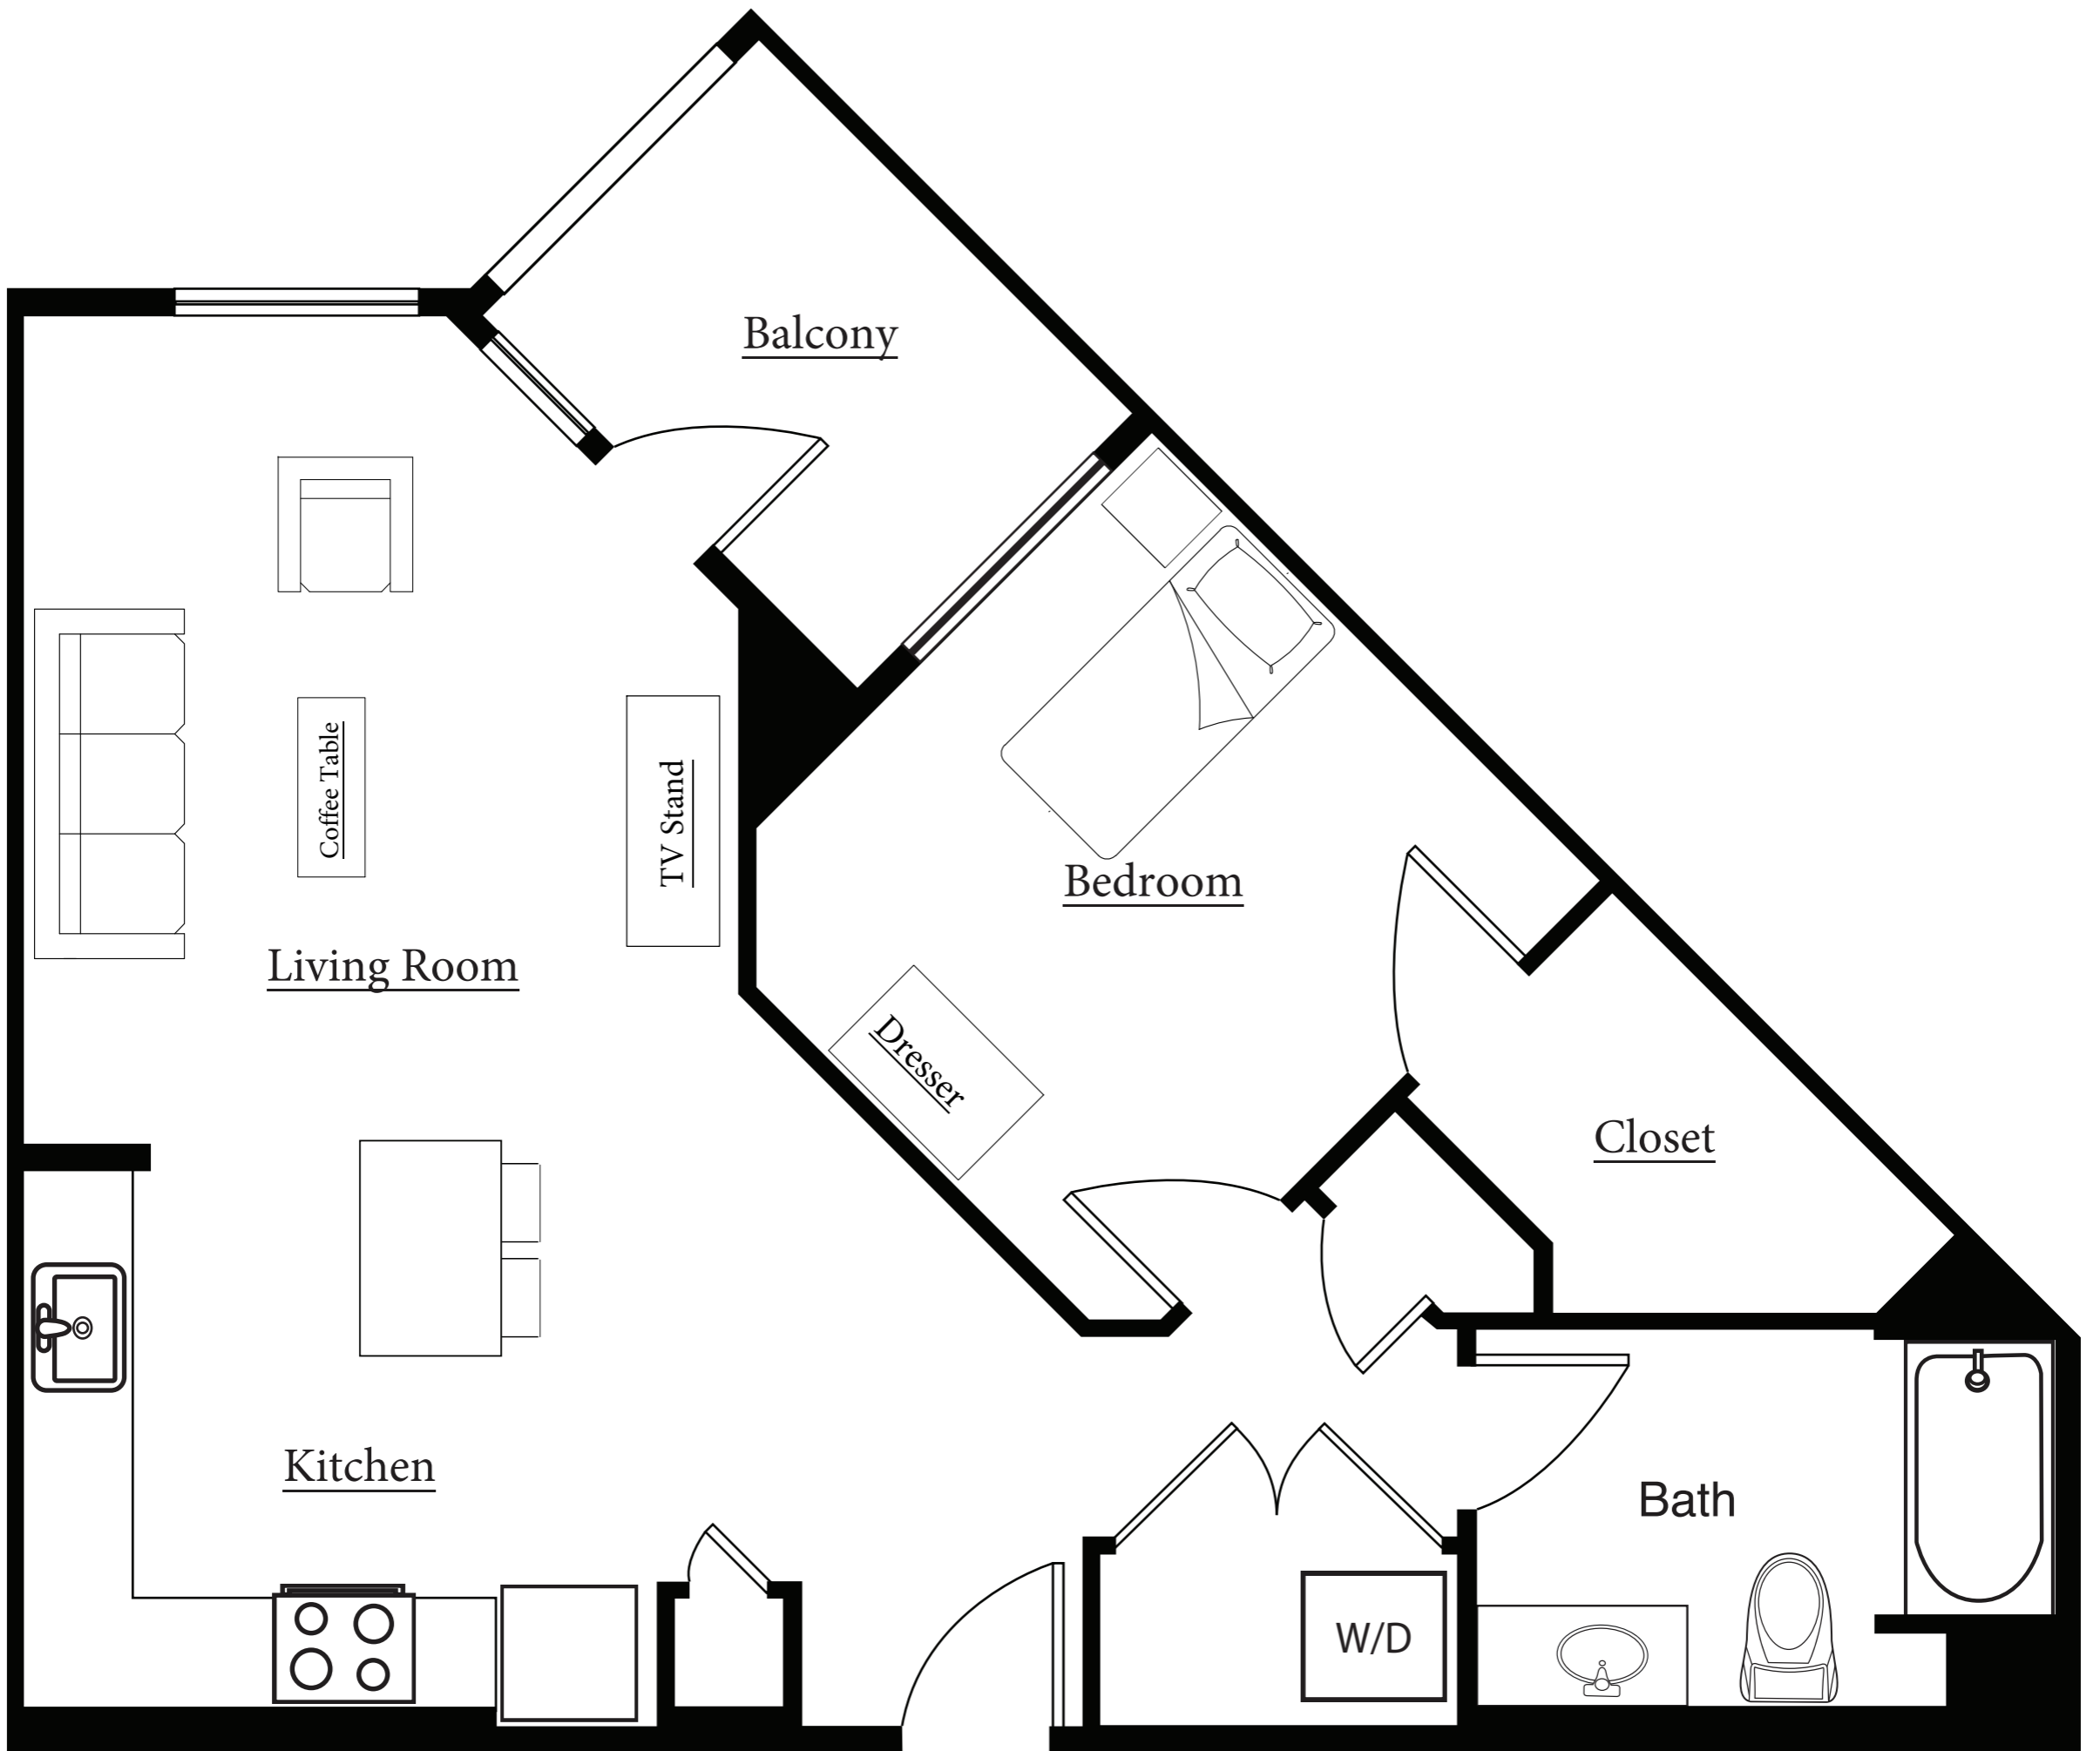 Balcony
Coffee Table
TV Stand
Bedroom
Living Room
Dresser
Closet
Kitchen
Bath
W/D